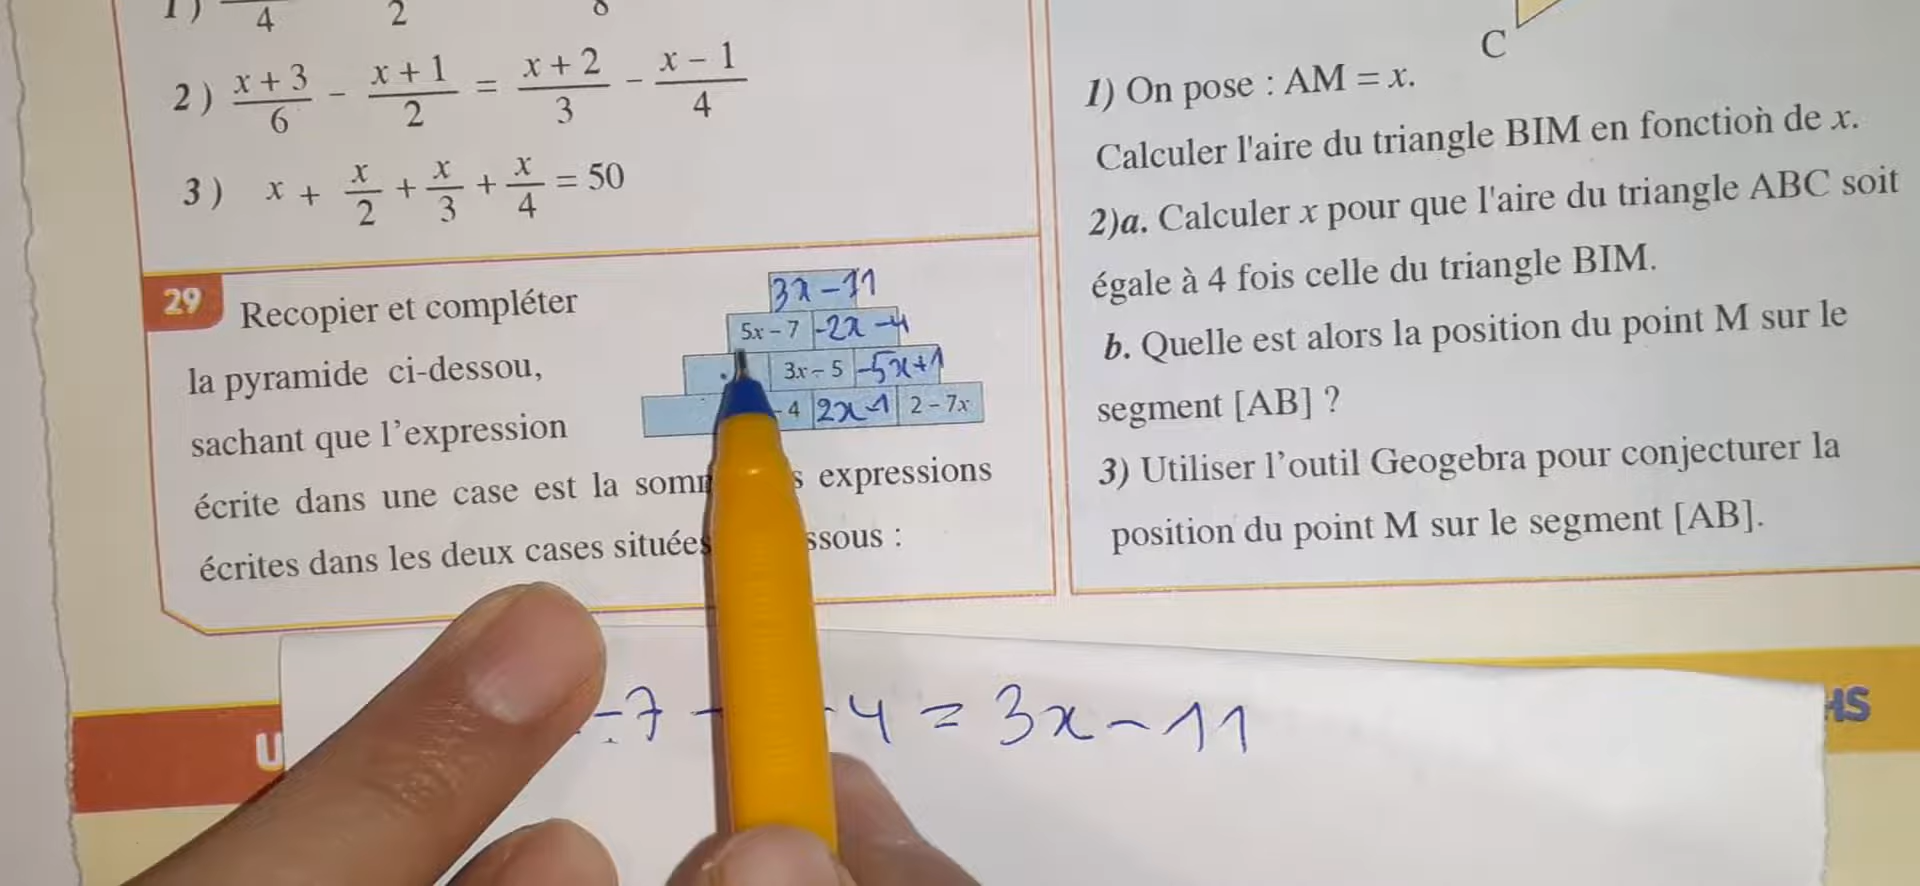 1) 4 2 8
2) (x + 3)/6 - (x + 1)/2 = (x + 2)/3 - (x - 1)/4
3) x + x/2 + x/3 + x/4 = 50
29 Recopier et compléter
la pyramide ci-dessou,
sachant que l'expression
écrite dans une case est la somm s expressions
écrites dans les deux cases situées ssous :
3x - 11
5x - 7 -2x - 4
3x - 5 -5x + 1
- 4 2x - 1 2 - 7x
C
1) On pose : AM = x.
Calculer l'aire du triangle BIM en fonction de x.
2)a. Calculer x pour que l'aire du triangle ABC soit
égale à 4 fois celle du triangle BIM.
b. Quelle est alors la position du point M sur le
segment [AB] ?
3) Utiliser l'outil Geogebra pour conjecturer la
position du point M sur le segment [AB].
U HS
-7 - - 4 = 3x - 11